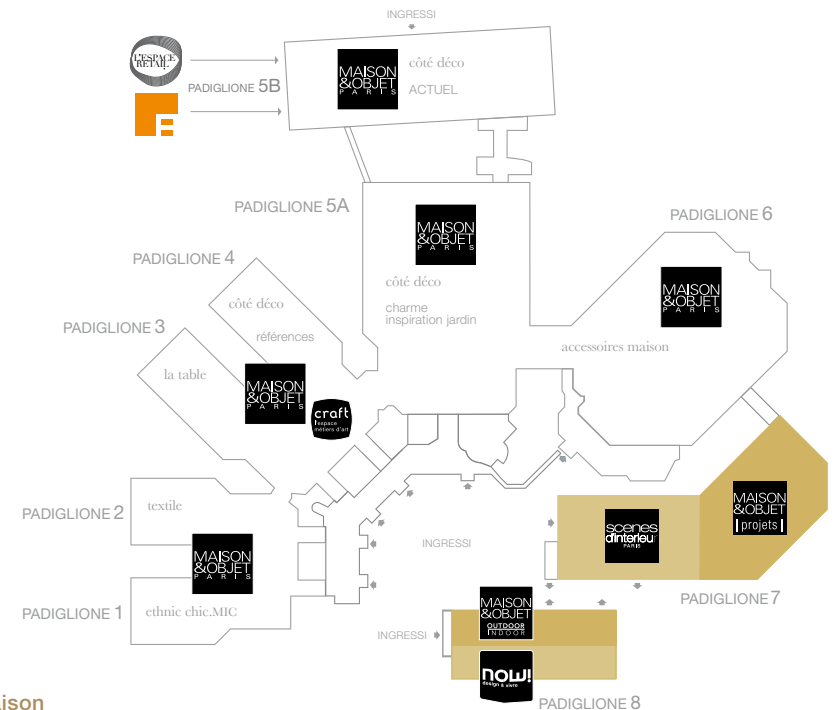 INGRESSI
L'ESPACE
RETAIL
PADIGLIONE 5B
MAISON
&OBJET
PARIS
côté déco
ACTUEL
PADIGLIONE 5A
MAISON
&OBJET
PARIS
côté déco
charme
inspiration jardin
PADIGLIONE 6
MAISON
&OBJET
PARIS
accessoires maison
PADIGLIONE 4
côté déco
références
PADIGLIONE 3
la table
MAISON
&OBJET
PARIS
craft
l'espace
métiers d'art
PADIGLIONE 2
textile
MAISON
&OBJET
PARIS
PADIGLIONE 1
ethnic chic.MIC
INGRESSI
scenes
d'interieur
PARIS
MAISON
&OBJET
| projets |
PADIGLIONE 7
INGRESSI
MAISON
&OBJET
OUTDOOR
INDOOR
now!
design à vivre
PADIGLIONE 8
aison